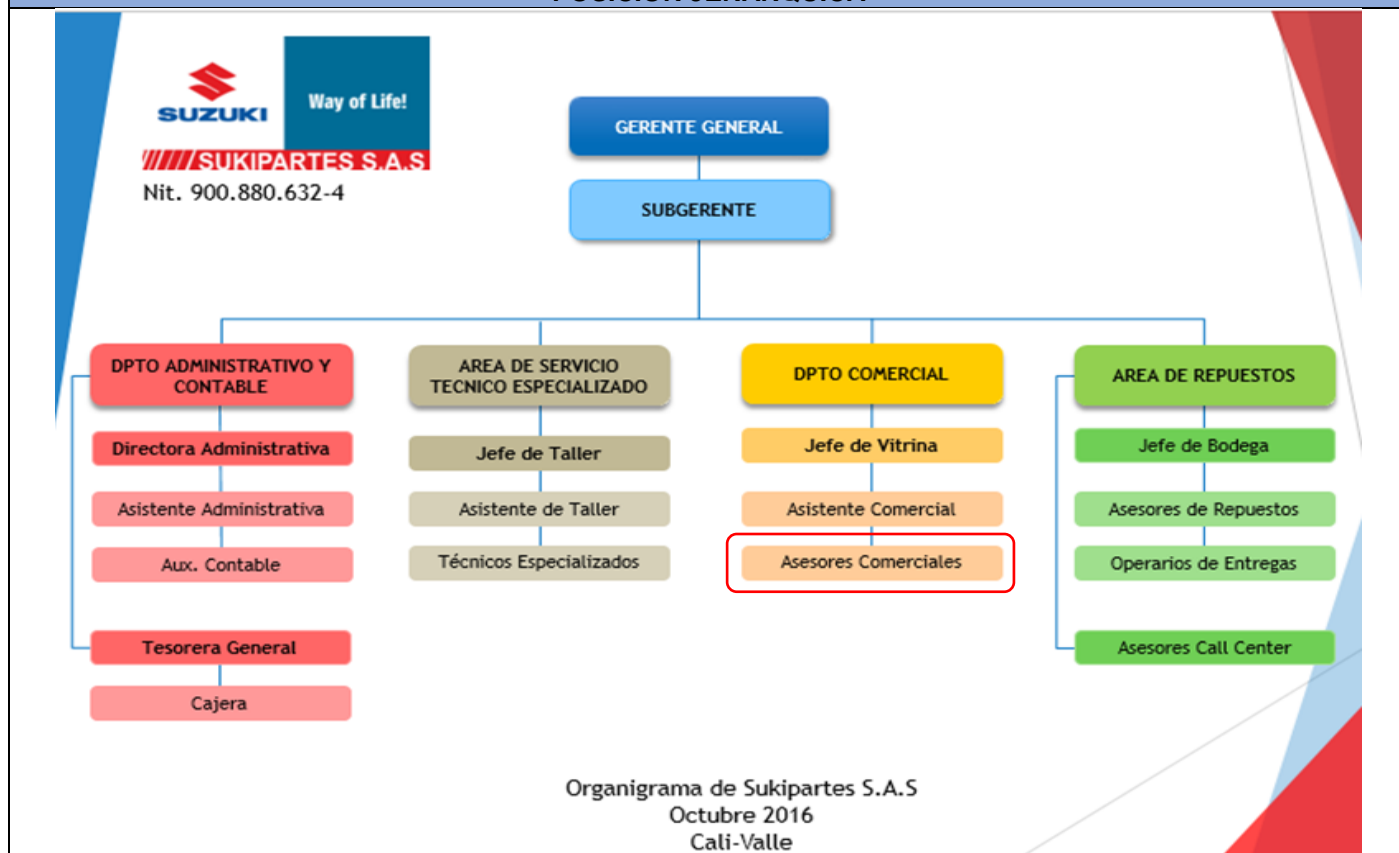 SUZUKI
Way of Life!
SUKIPARTES S.A.S
Nit. 900.880.632-4
GERENTE GENERAL
SUBGERENTE
DPTO ADMINISTRATIVO Y
CONTABLE
Directora Administrativa
Asistente Administrativa
Aux. Contable
Tesorera General
Cajera
AREA DE SERVICIO
TECNICO ESPECIALIZADO
Jefe de Taller
Asistente de Taller
Técnicos Especializados
DPTO COMERCIAL
Jefe de Vitrina
Asistente Comercial
Asesores Comerciales
AREA DE REPUESTOS
Jefe de Bodega
Asesores de Repuestos
Operarios de Entregas
Asesores Call Center
Organigrama de Sukipartes S.A.S
Octubre 2016
Cali-Valle